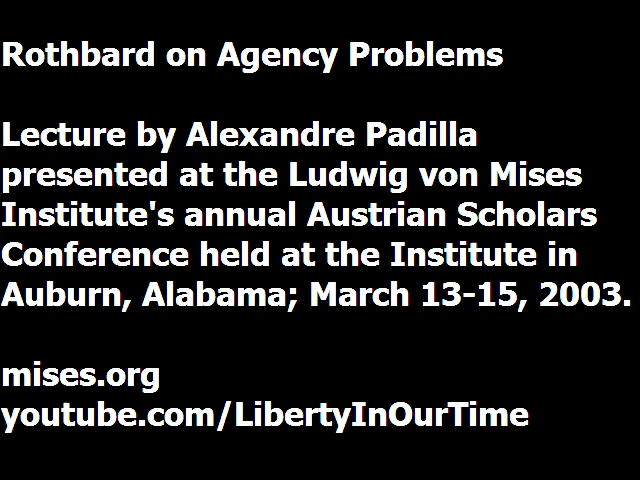 Rothbard on Agency Problems
Lecture by Alexandre Padilla
presented at the Ludwig von Mises
Institute's annual Austrian Scholars
Conference held at the Institute in
Auburn, Alabama; March 13-15, 2003.
mises.org
youtube.com/LibertyInOurTime